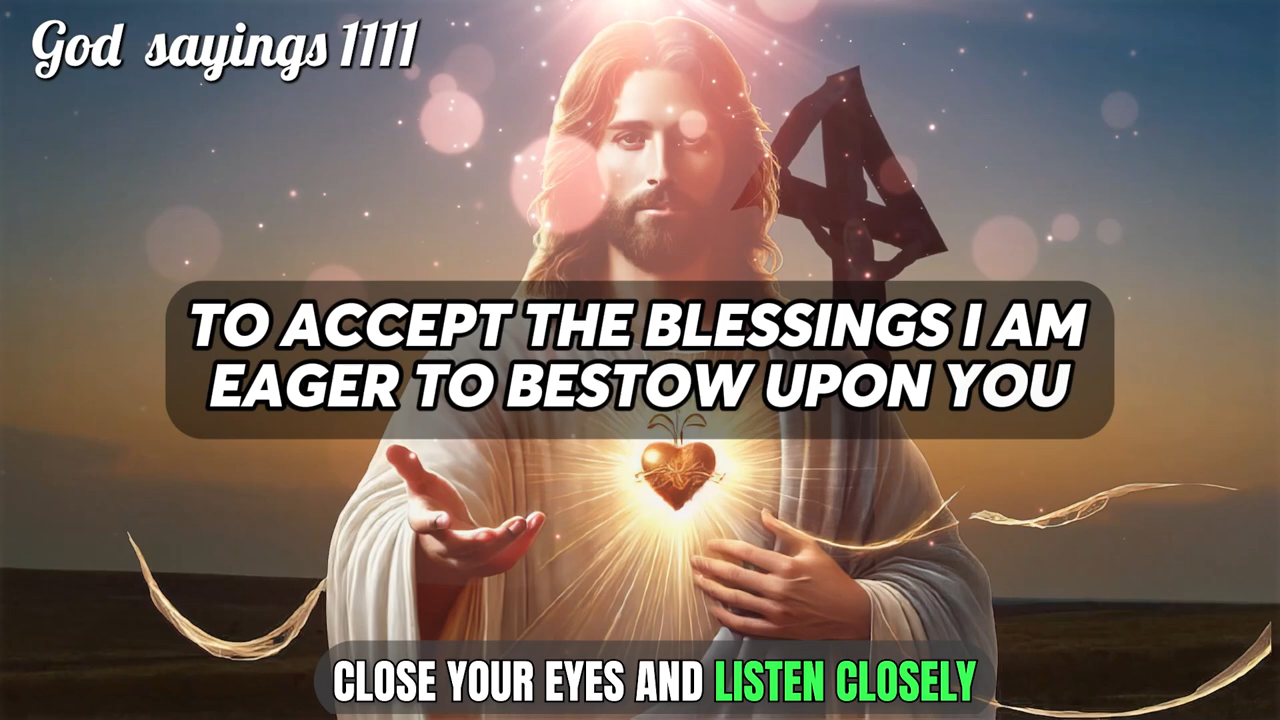 God sayings 1111
TO ACCEPT THE BLESSINGS I AM
EAGER TO BESTOW UPON YOU
CLOSE YOUR EYES AND LISTEN CLOSELY